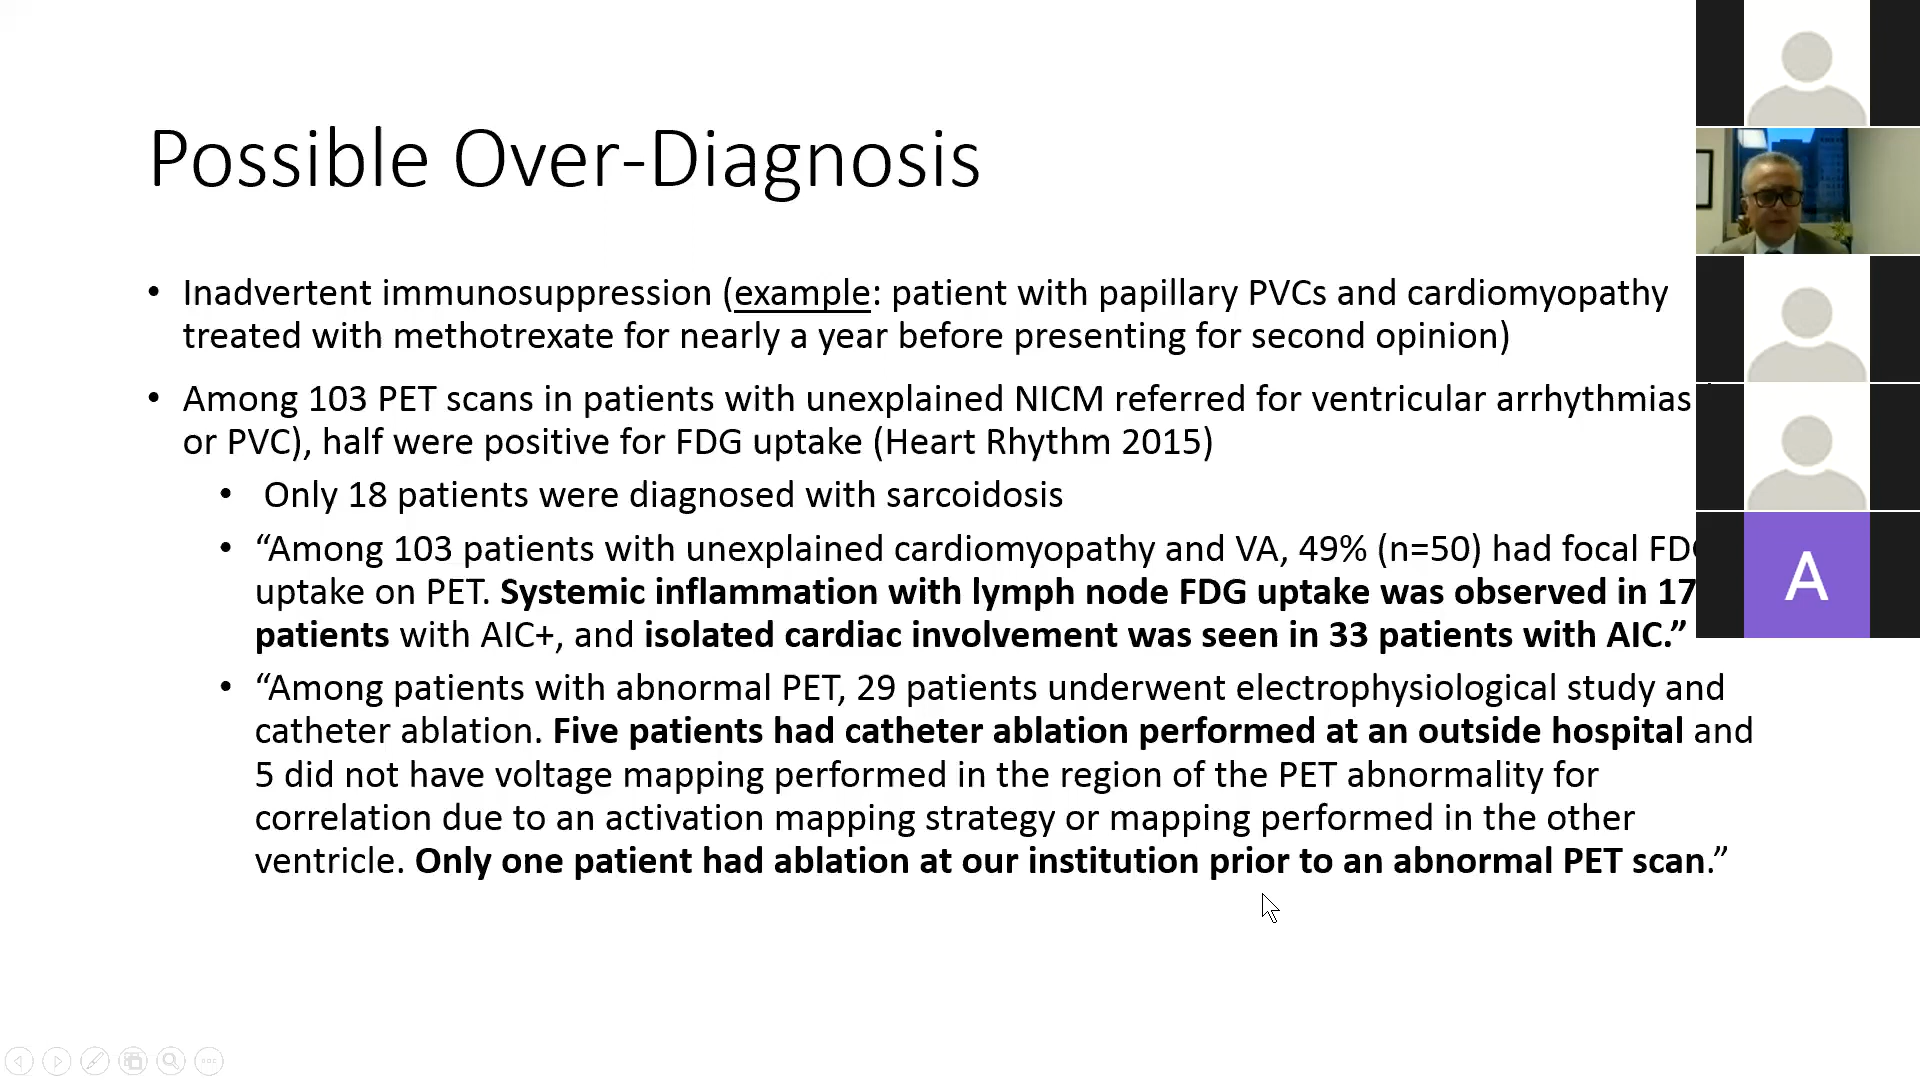 Possible Over-Diagnosis
• Inadvertent immunosuppression (example: patient with papillary PVCs and cardiomyopathy
treated with methotrexate for nearly a year before presenting for second opinion)
• Among 103 PET scans in patients with unexplained NICM referred for ventricular arrhythmias
or PVC), half were positive for FDG uptake (Heart Rhythm 2015)
• Only 18 patients were diagnosed with sarcoidosis
• “Among 103 patients with unexplained cardiomyopathy and VA, 49% (n=50) had focal
uptake on PET. Systemic inflammation with lymph node FDG uptake was observed in 17
patients with AIC+, and isolated cardiac involvement was seen in 33 patients with AIC.”
• “Among patients with abnormal PET, 29 patients underwent electrophysiological study and
catheter ablation. Five patients had catheter ablation performed at an outside hospital and
5 did not have voltage mapping performed in the region of the PET abnormality for
correlation due to an activation mapping strategy or mapping performed in the other
ventricle. Only one patient had ablation at our institution prior to an abnormal PET scan.”
A